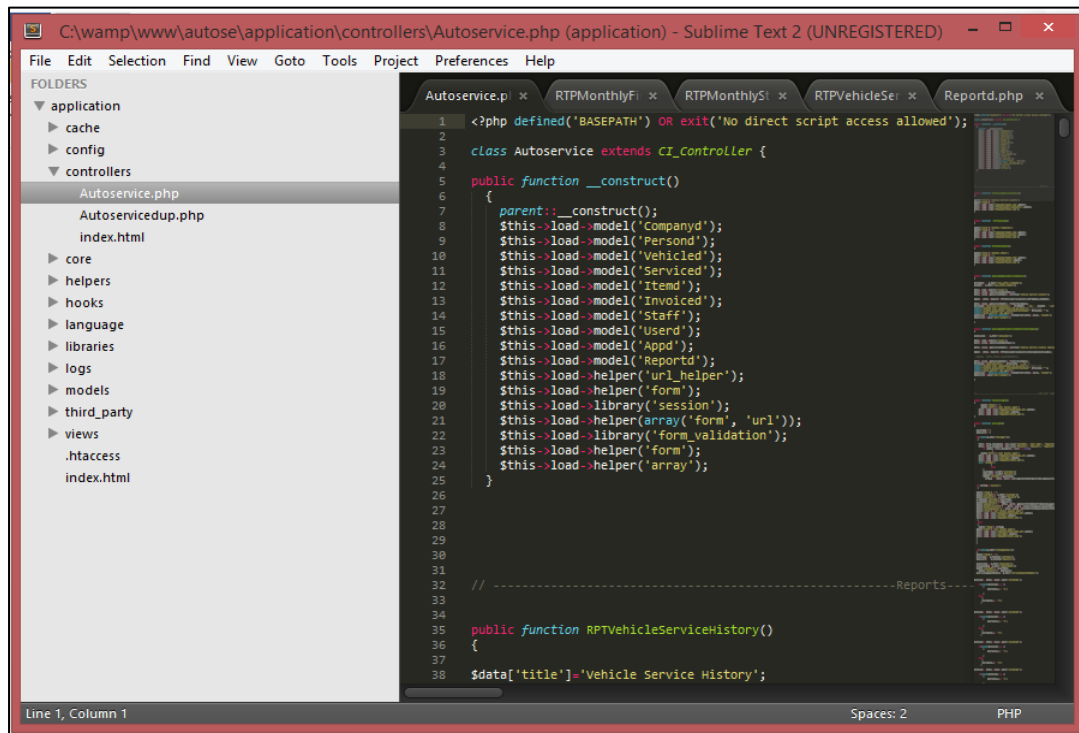 C:\wamp\www\autose\application\controllers\Autoservice.php (application) - Sublime Text 2 (UNREGISTERED)
File Edit Selection Find View Goto Tools Project Preferences Help
FOLDERS
application
cache
config
controllers
Autoservice.php
Autoservicedup.php
index.html
core
helpers
hooks
language
libraries
logs
models
third_party
views
.htaccess
index.html
Autoservice.p RTPMonthlyFi RTPMonthlySt RTPVehicleSer Reportd.php
1 <?php defined('BASEPATH') OR exit('No direct script access allowed');
2
3 class Autoservice extends CI_Controller {
4
5 public function __construct()
6 {
7 parent::__construct();
8 $this->load->model('Companyd');
9 $this->load->model('Persond');
10 $this->load->model('Vehicled');
11 $this->load->model('Serviced');
12 $this->load->model('Itemd');
13 $this->load->model('Invoiced');
14 $this->load->model('Staff');
15 $this->load->model('Userd');
16 $this->load->model('Appd');
17 $this->load->model('Reportd');
18 $this->load->helper('url_helper');
19 $this->load->helper('form');
20 $this->load->library('session');
21 $this->load->helper(array('form', 'url'));
22 $this->load->library('form_validation');
23 $this->load->helper('form');
24 $this->load->helper('array');
25 }
26
27
28
29
30
31
32 // ----------------------------------------------------------Reports----
33
34
35 public function RPTVehicleServiceHistory()
36 {
37
38 $data['title']='Vehicle Service History';
Line 1, Column 1 Spaces: 2 PHP